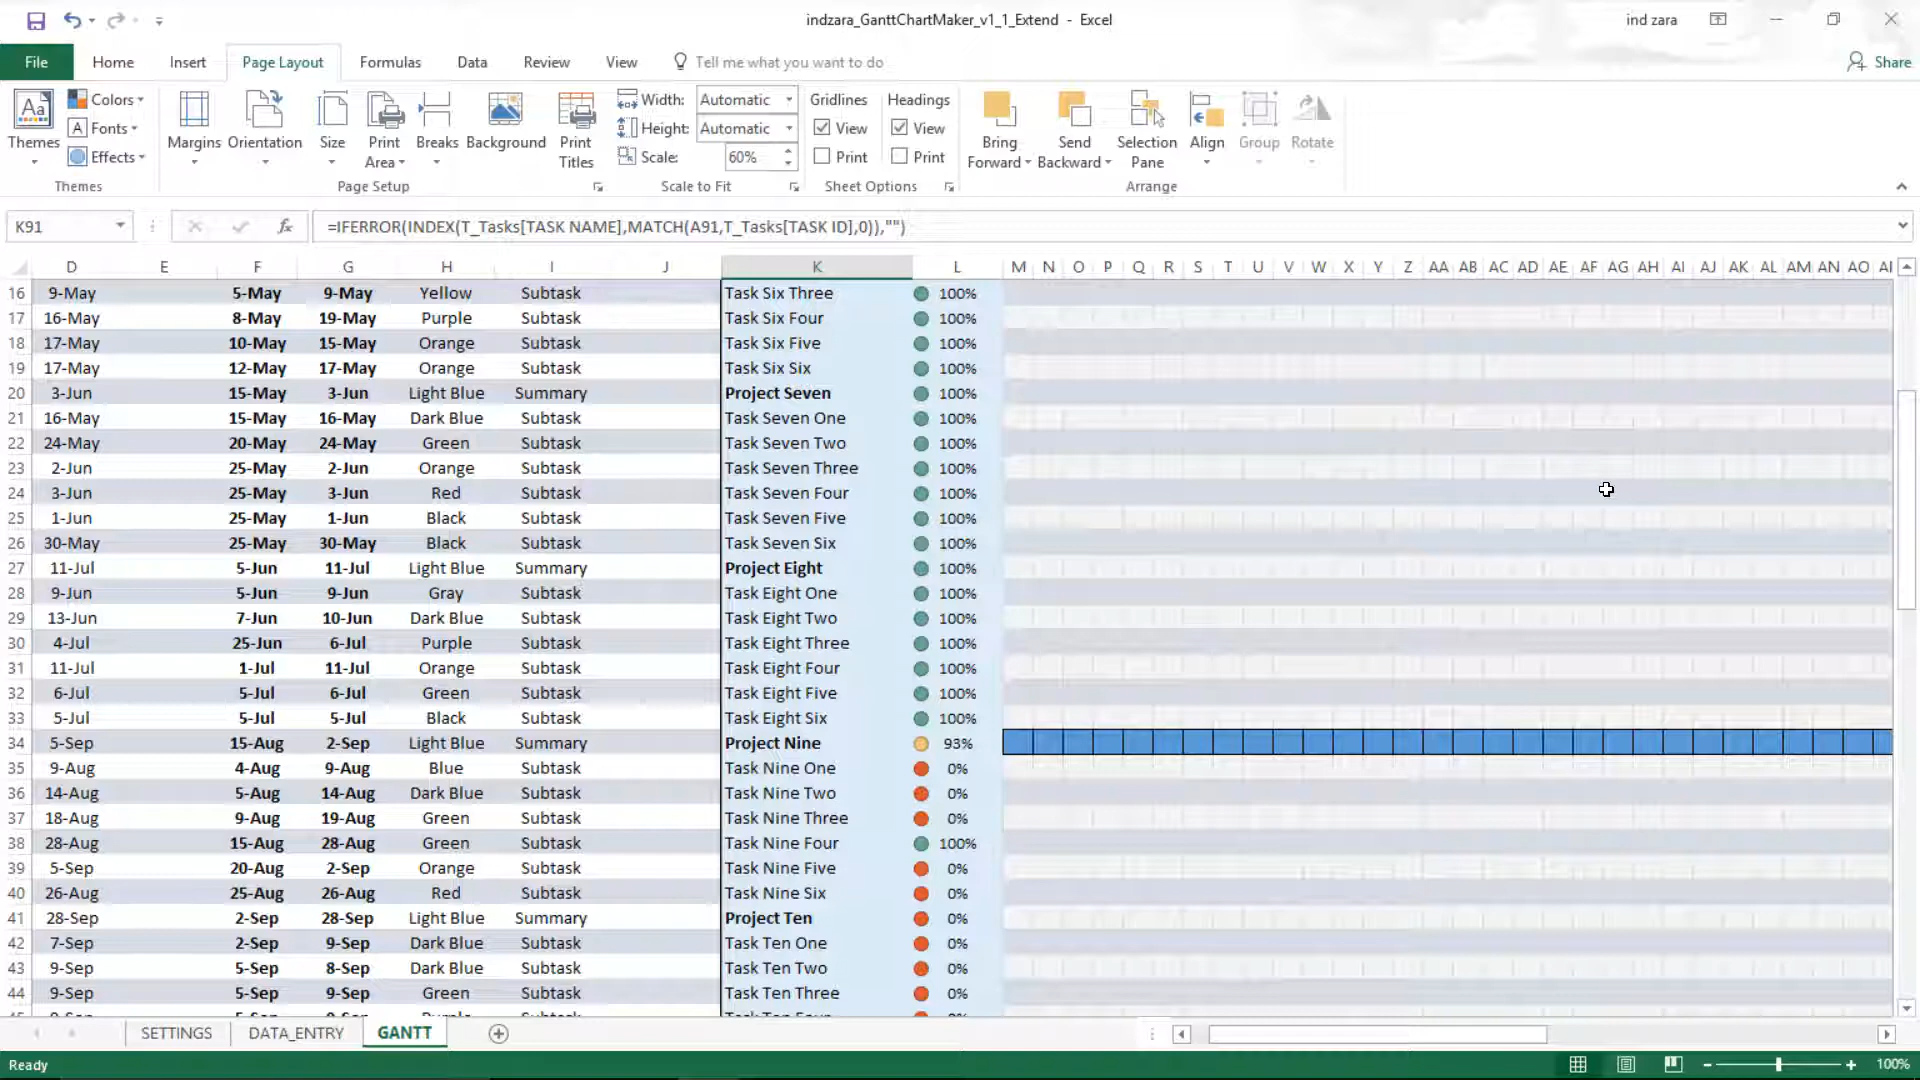 indzara_GanttChartMaker_v1_1_Extend - Excel
ind zara
File Home Insert Page Layout Formulas Data Review View Tell me what you want to do Share
Themes Colors Fonts Effects Margins Orientation Size Print Area Breaks Background Print Titles Width: Automatic Height: Automatic Scale: 60% Gridlines View Print Headings View Print Bring Forward Send Backward Selection Pane Align Group Rotate
Themes Page Setup Scale to Fit Sheet Options Arrange
K91 fx =IFERROR(INDEX(T_Tasks[TASK NAME],MATCH(A91,T_Tasks[TASK ID],0)),"")
D E F G H I J K L M N O P Q R S T U V W X Y Z AA AB AC AD AE AF AG AH AI AJ AK AL AM AN AO
16 9-May 5-May 9-May Yellow Subtask Task Six Three 100%
17 16-May 8-May 19-May Purple Subtask Task Six Four 100%
18 17-May 10-May 15-May Orange Subtask Task Six Five 100%
19 17-May 12-May 17-May Orange Subtask Task Six Six 100%
20 3-Jun 15-May 3-Jun Light Blue Summary Project Seven 100%
21 16-May 15-May 16-May Dark Blue Subtask Task Seven One 100%
22 24-May 20-May 24-May Green Subtask Task Seven Two 100%
23 2-Jun 25-May 2-Jun Orange Subtask Task Seven Three 100%
24 3-Jun 25-May 3-Jun Red Subtask Task Seven Four 100%
25 1-Jun 25-May 1-Jun Black Subtask Task Seven Five 100%
26 30-May 25-May 30-May Black Subtask Task Seven Six 100%
27 11-Jul 5-Jun 11-Jul Light Blue Summary Project Eight 100%
28 9-Jun 5-Jun 9-Jun Gray Subtask Task Eight One 100%
29 13-Jun 7-Jun 10-Jun Dark Blue Subtask Task Eight Two 100%
30 4-Jul 25-Jun 6-Jul Purple Subtask Task Eight Three 100%
31 11-Jul 1-Jul 11-Jul Orange Subtask Task Eight Four 100%
32 6-Jul 5-Jul 6-Jul Green Subtask Task Eight Five 100%
33 5-Jul 5-Jul 5-Jul Black Subtask Task Eight Six 100%
34 5-Sep 15-Aug 2-Sep Light Blue Summary Project Nine 93%
35 9-Aug 4-Aug 9-Aug Blue Subtask Task Nine One 0%
36 14-Aug 5-Aug 14-Aug Dark Blue Subtask Task Nine Two 0%
37 18-Aug 9-Aug 19-Aug Green Subtask Task Nine Three 0%
38 28-Aug 15-Aug 28-Aug Green Subtask Task Nine Four 100%
39 5-Sep 20-Aug 2-Sep Orange Subtask Task Nine Five 0%
40 26-Aug 25-Aug 26-Aug Red Subtask Task Nine Six 0%
41 28-Sep 2-Sep 28-Sep Light Blue Summary Project Ten 0%
42 7-Sep 2-Sep 9-Sep Dark Blue Subtask Task Ten One 0%
43 9-Sep 5-Sep 8-Sep Dark Blue Subtask Task Ten Two 0%
44 9-Sep 5-Sep 9-Sep Green Subtask Task Ten Three 0%
SETTINGS DATA_ENTRY GANTT
Ready 100%